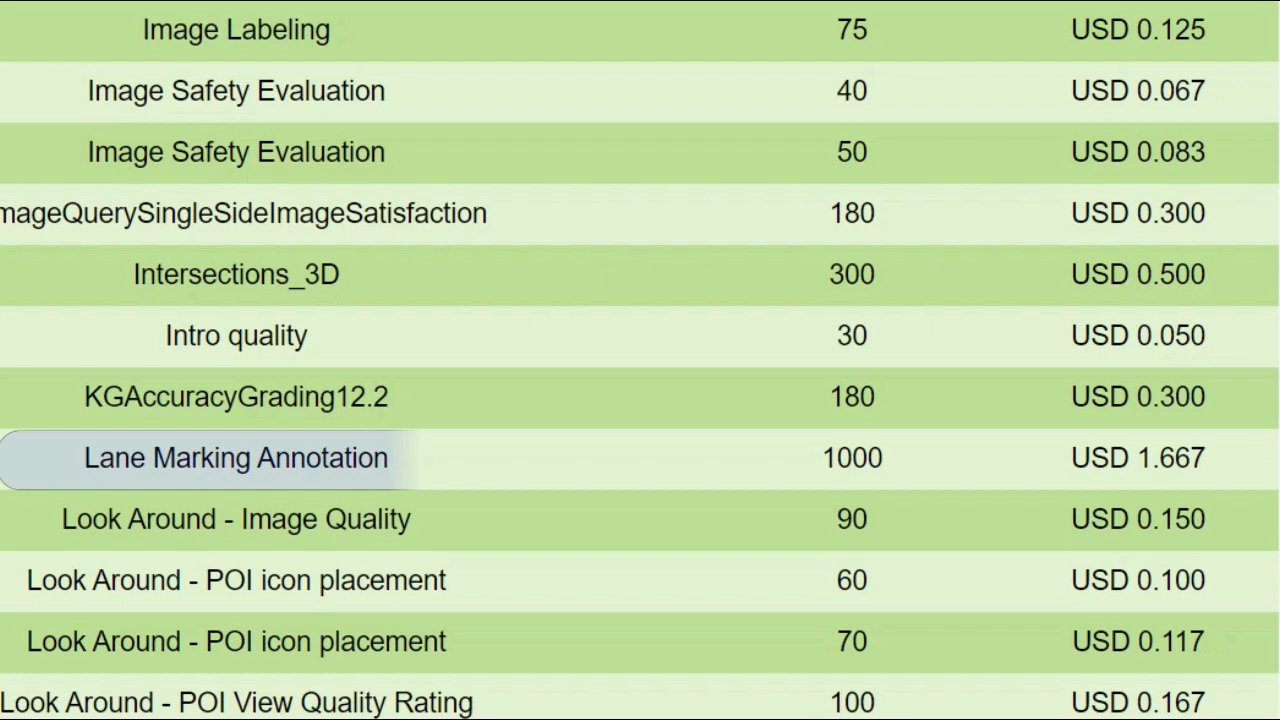 Image Labeling 75 USD 0.125
Image Safety Evaluation 40 USD 0.067
Image Safety Evaluation 50 USD 0.083
mageQuerySingleSideImageSatisfaction 180 USD 0.300
Intersections_3D 300 USD 0.500
Intro quality 30 USD 0.050
KGAccuracyGrading12.2 180 USD 0.300
Lane Marking Annotation 1000 USD 1.667
Look Around - Image Quality 90 USD 0.150
Look Around - POI icon placement 60 USD 0.100
Look Around - POI icon placement 70 USD 0.117
Look Around - POI View Quality Rating 100 USD 0.167